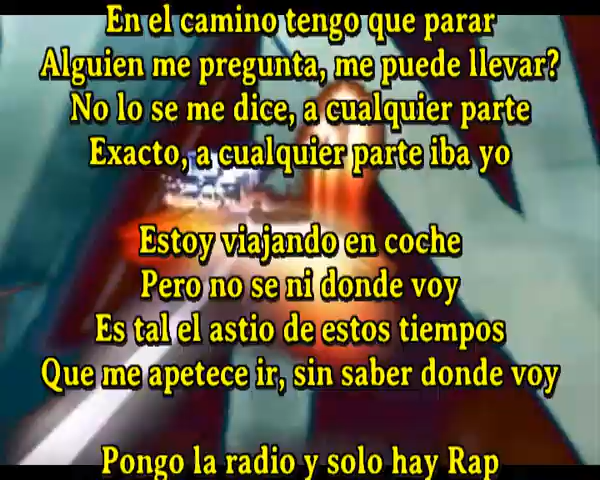 En el camino tengo que parar
Alguien me pregunta, me puede llevar?
No lo se me dice, a cualquier parte
Exacto, a cualquier parte iba yo
Estoy viajando en coche
Pero no se ni donde voy
Es tal el astio de estos tiempos
Que me apetece ir, sin saber donde voy
Pongo la radio y solo hay Rap